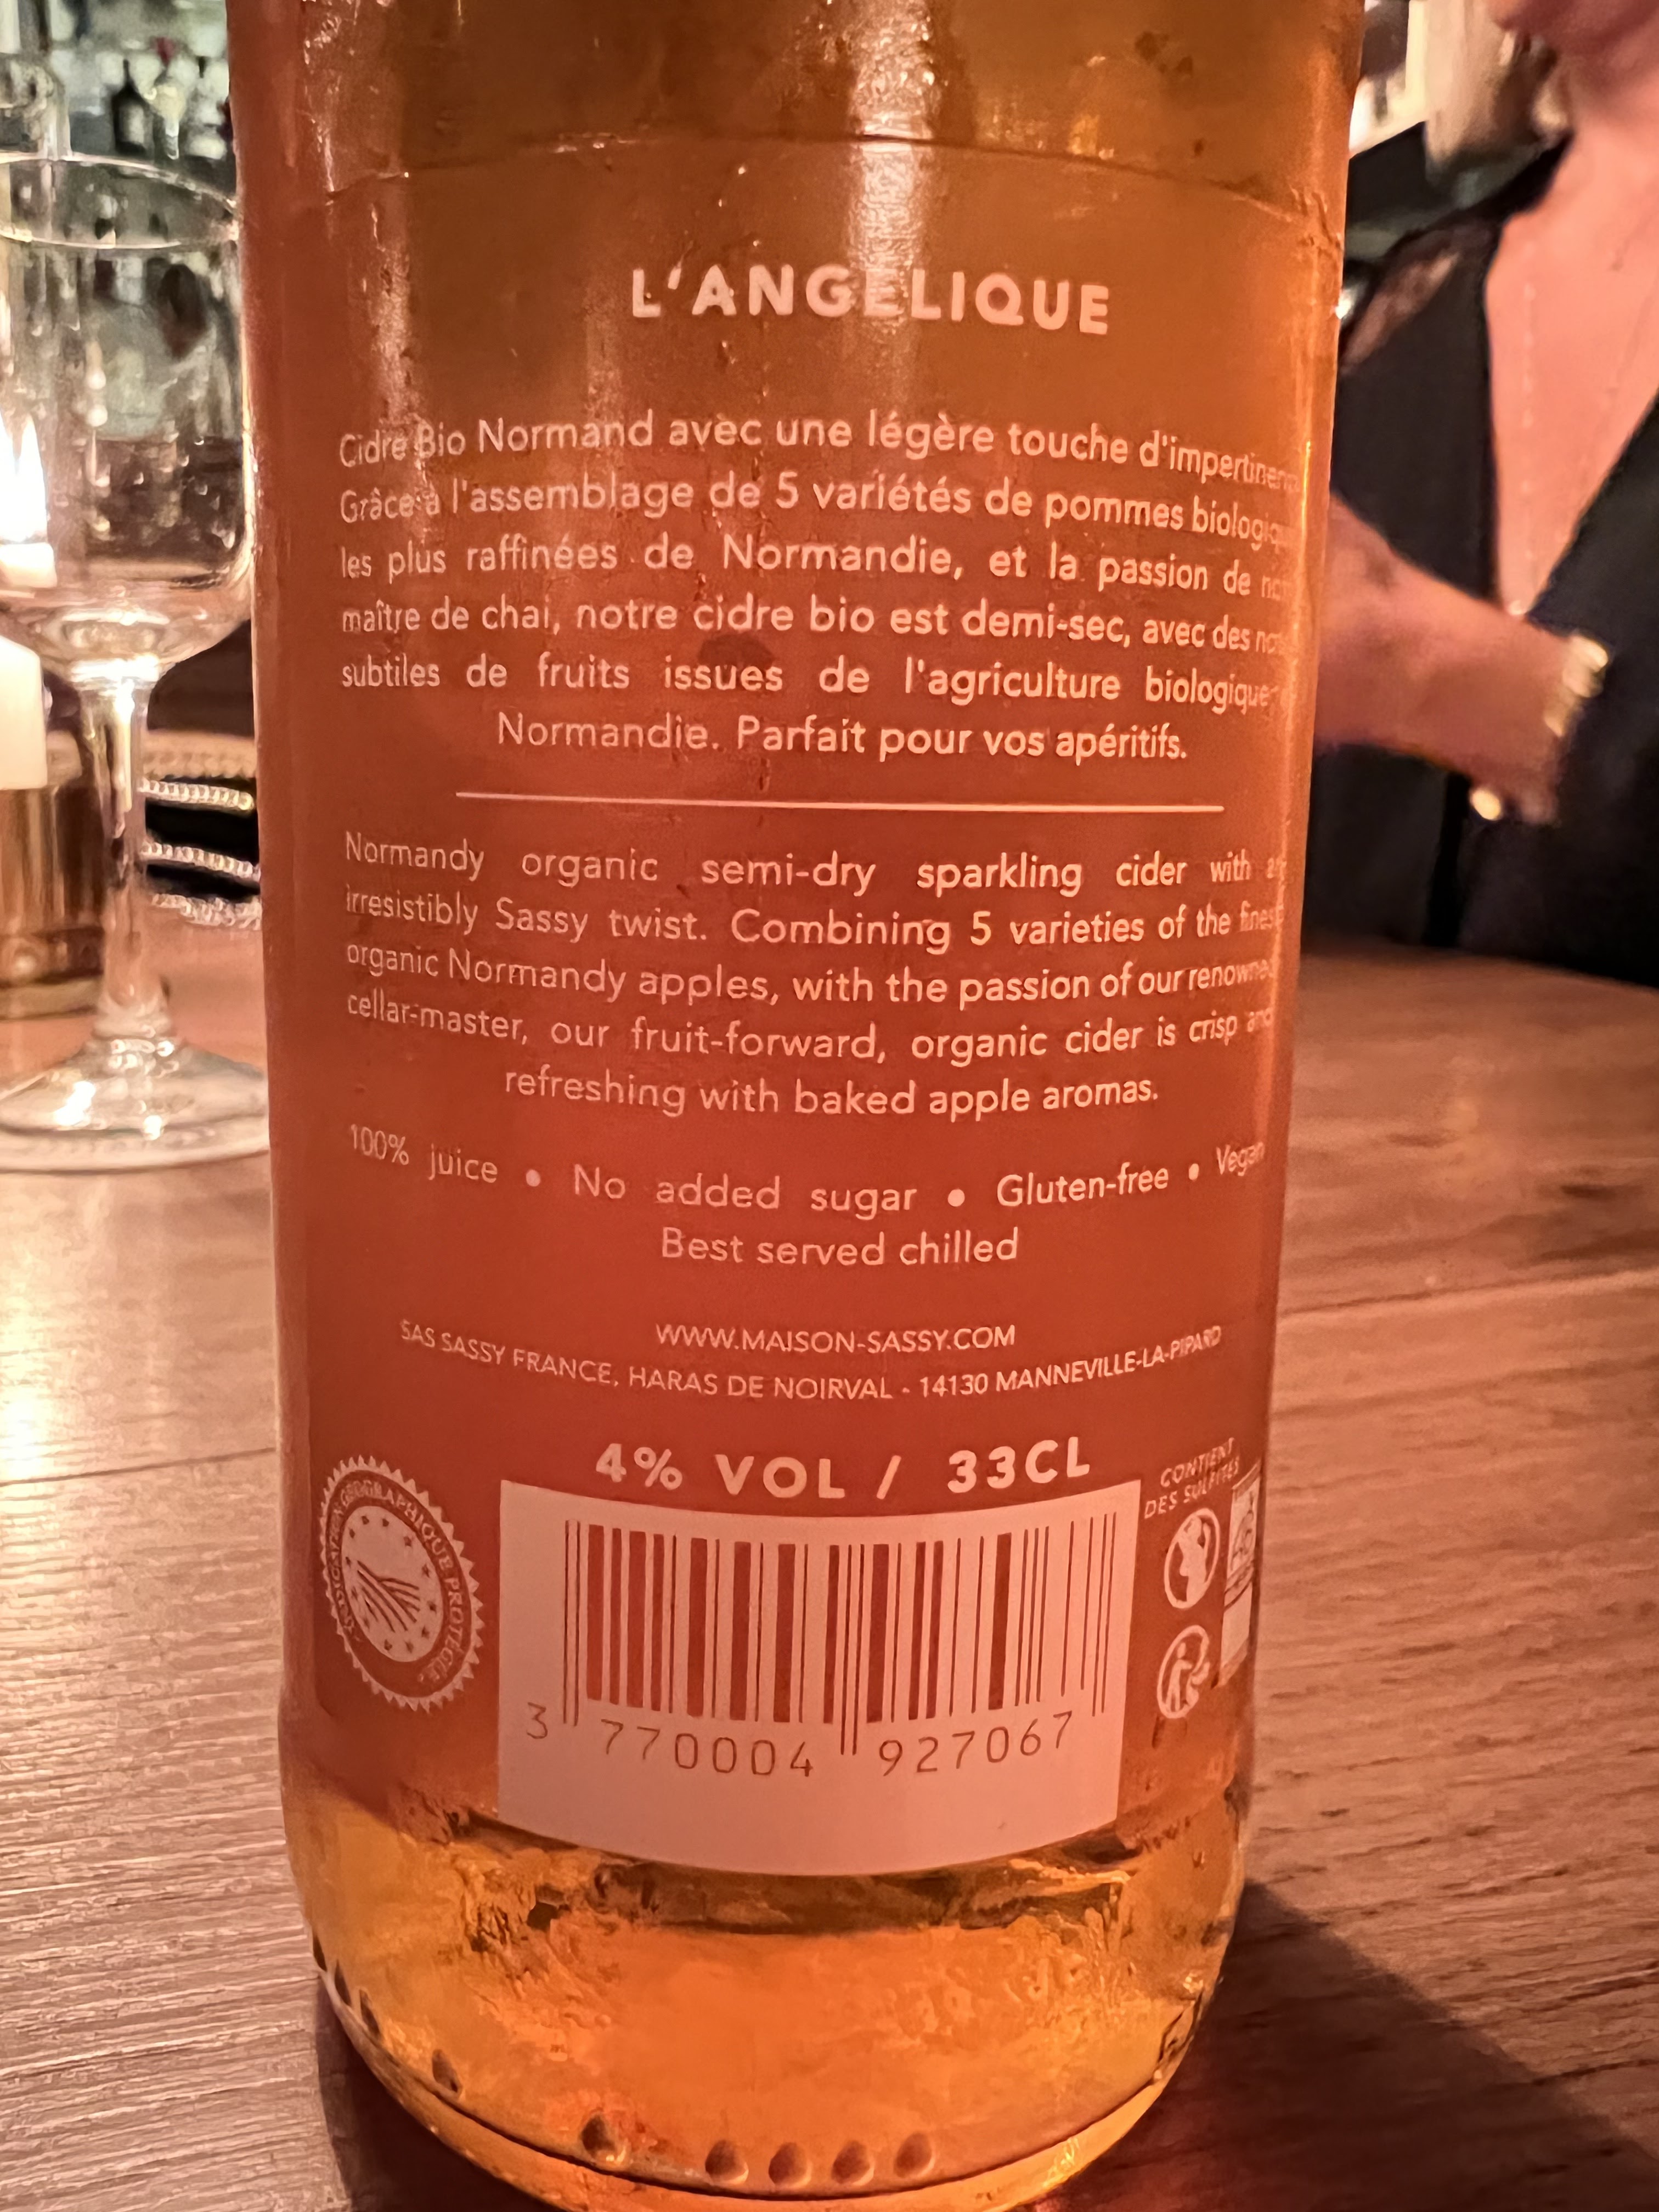 L'ANGELIQUE
Cidre Bio Normand avec une légère touche
Grâce à l'assemblage de 5 variétés de pommes
les plus raffinées de Normandie, et la passion de
maître de chai, notre cidre bio est demi-sec, avec des
subtiles de fruits issues de l'agriculture biologique
Normandie. Parfait pour vos apéritifs.
Normandy organic semi-dry sparkling cider with
irresistibly Sassy twist. Combining 5 varieties of the finest
organic Normandy apples, with the passion of our renowned
cellar-master, our fruit-forward, organic cider is crisp and
refreshing with baked apple aromas.
100% juice • No added sugar • Gluten-free • Vegan
Best served chilled
WWW.MAISON-SASSY.COM
SAS SASSY FRANCE, HARAS DE NOIRVAL - 14130 MANNEVILLE-LA-PIPARD
4% VOL / 33CL
CONTIENT
DES SULFITES
INDICATION GÉOGRAPHIQUE PROTÉGÉE
3 770004 927067